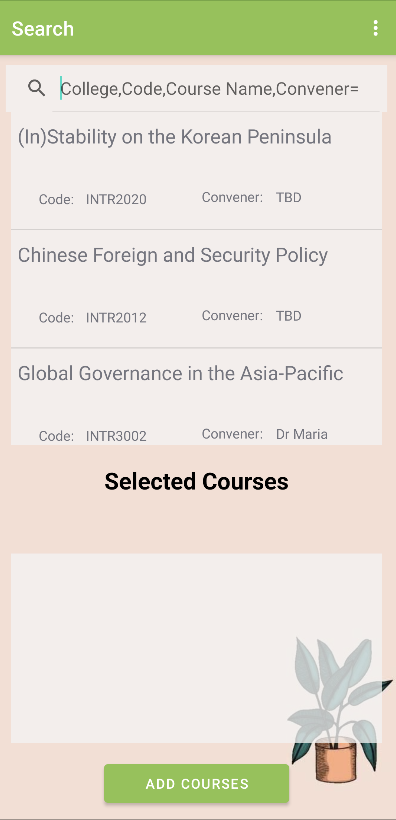 Search
College,Code,Course Name,Convener=
(In)Stability on the Korean Peninsula
Code: INTR2020 Convener: TBD
Chinese Foreign and Security Policy
Code: INTR2012 Convener: TBD
Global Governance in the Asia-Pacific
Code: INTR3002 Convener: Dr Maria
Selected Courses
ADD COURSES